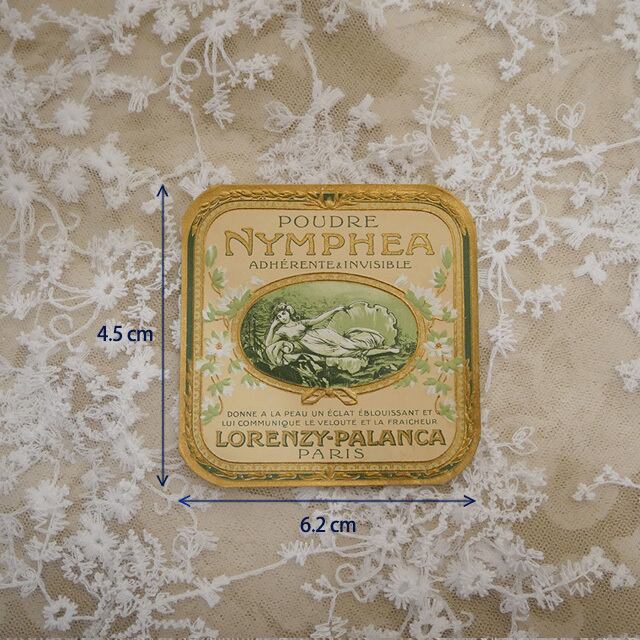 POUDRE
NYMPHEA
ADHÉRENTE & INVISIBLE
4.5 cm
DONNE A LA PEAU UN ÉCLAT ÉBLOUISSANT ET
LUI COMMUNIQUE LE VELOUTE ET LA FRAICHEUR
LORENZY-PALANCA
PARIS
6.2 cm